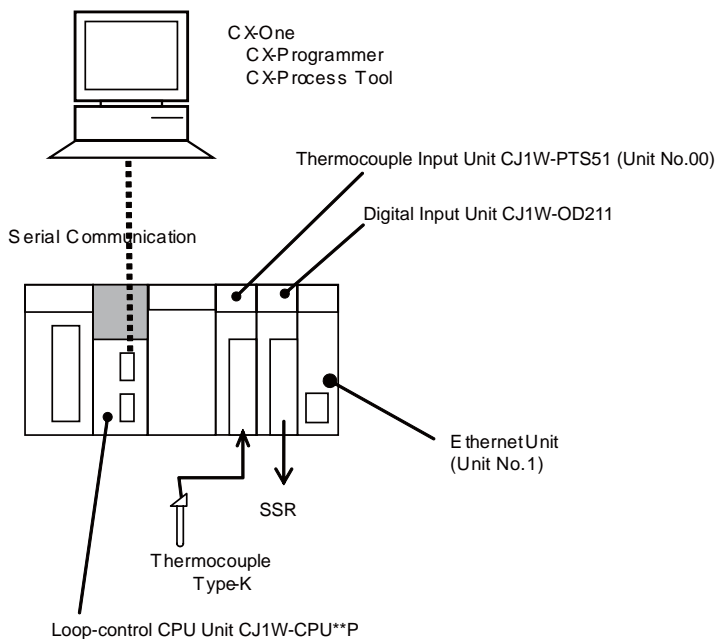 CX-One
CX-Programmer
CX-Process Tool
Thermocouple Input Unit CJ1W-PTS51 (Unit No.00)
Digital Input Unit CJ1W-OD211
Serial Communication
Ethernet Unit
(Unit No.1)
SSR
Thermocouple
Type-K
Loop-control CPU Unit CJ1W-CPU**P